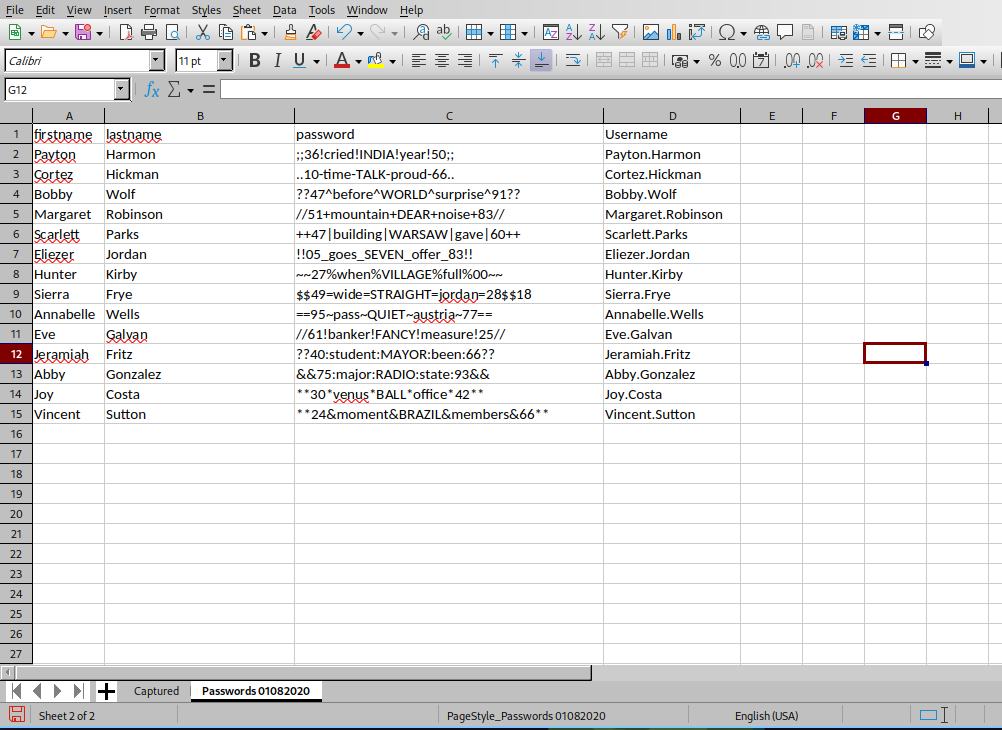 File Edit View Insert Format Styles Sheet Data Tools Window Help
Calibri 11 pt
G12
A B C D E F G H
1 firstname lastname password Username
2 Payton Harmon ;;36!cried!INDIA!year!50;; Payton.Harmon
3 Cortez Hickman ..10-time-TALK-proud-66.. Cortez.Hickman
4 Bobby Wolf ??47^before^WORLD^surprise^91?? Bobby.Wolf
5 Margaret Robinson //51+mountain+DEAR+noise+83// Margaret.Robinson
6 Scarlett Parks ++47|building|WARSAW|gave|60++ Scarlett.Parks
7 Eliezer Jordan !!05_goes_SEVEN_offer_83!! Eliezer.Jordan
8 Hunter Kirby ~~27%when%VILLAGE%full%00~~ Hunter.Kirby
9 Sierra Frye $$49=wide=STRAIGHT=jordan=28$$18 Sierra.Frye
10 Annabelle Wells ==95~pass~QUIET~austria~77== Annabelle.Wells
11 Eve Galvan //61!banker!FANCY!measure!25// Eve.Galvan
12 Jeramiah Fritz ??40:student:MAYOR:been:66?? Jeramiah.Fritz
13 Abby Gonzalez &&75:major:RADIO:state:93&& Abby.Gonzalez
14 Joy Costa **30*venus*BALL*office*42** Joy.Costa
15 Vincent Sutton **24&moment&BRAZIL&members&66** Vincent.Sutton
16
17
18
19
20
21
22
23
24
25
26
27
Captured Passwords 01082020
Sheet 2 of 2 PageStyle_Passwords 01082020 English (USA)